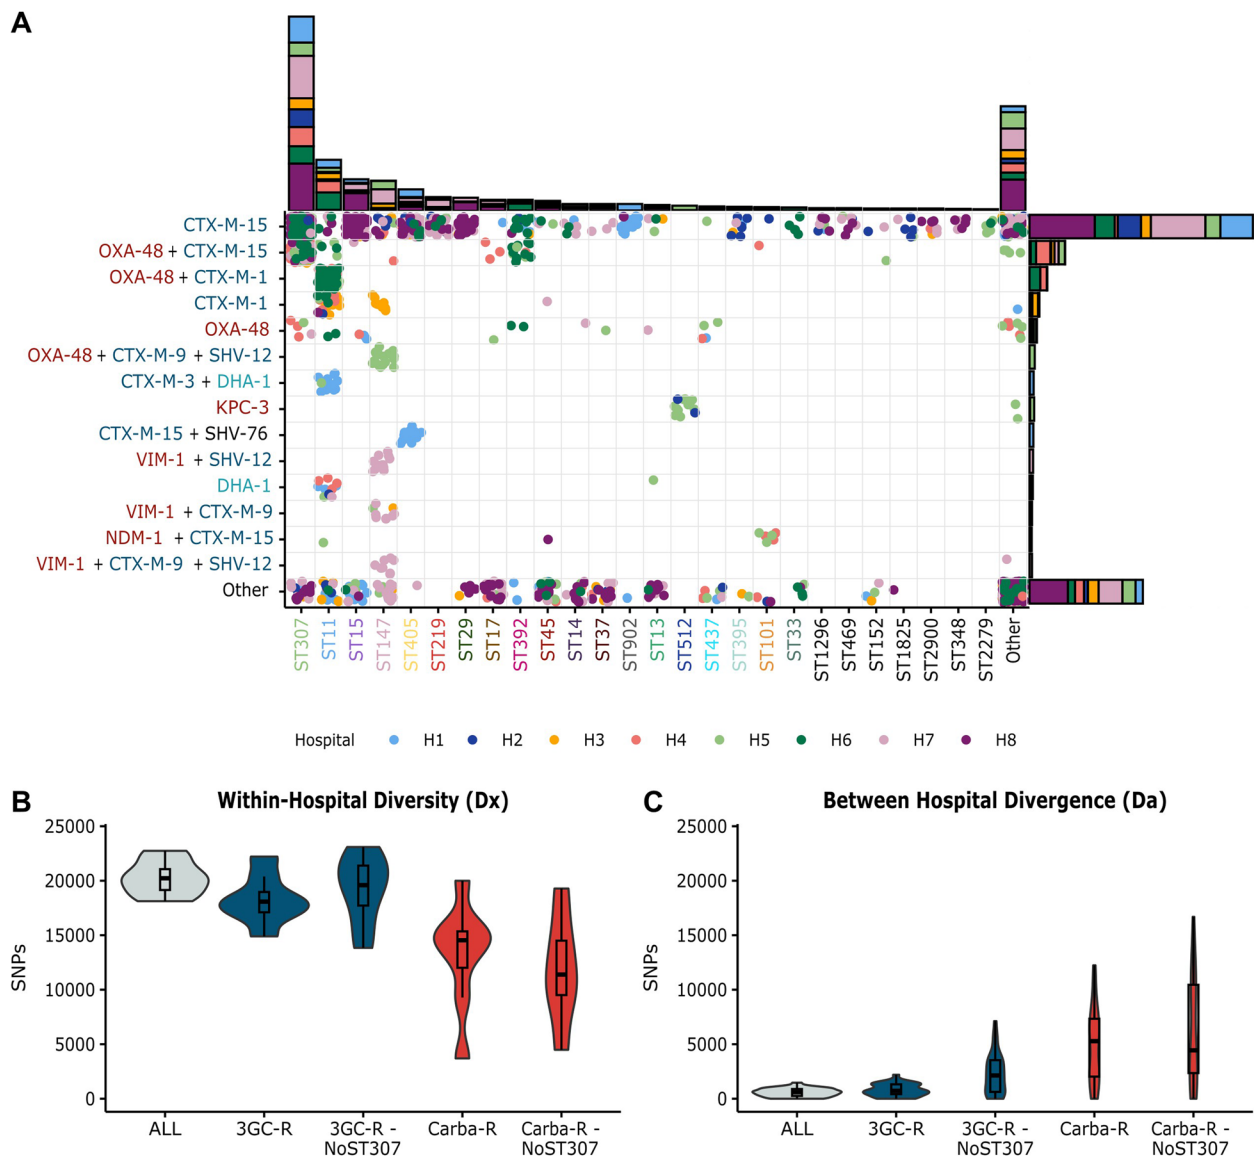 A
CTX-M-15
OXA-48 + CTX-M-15
OXA-48 + CTX-M-1
CTX-M-1
OXA-48
OXA-48 + CTX-M-9 + SHV-12
CTX-M-3 + DHA-1
KPC-3
CTX-M-15 + SHV-76
VIM-1 + SHV-12
DHA-1
VIM-1 + CTX-M-9
NDM-1 + CTX-M-15
VIM-1 + CTX-M-9 + SHV-12
Other
ST307 ST11 ST15 ST147 ST405 ST219 ST29 ST17 ST392 ST45 ST14 ST37 ST902 ST13 ST512 ST437 ST395 ST101 ST33 ST1296 ST469 ST152 ST1825 ST2900 ST348 ST2279 Other
Hospital H1 H2 H3 H4 H5 H6 H7 H8
B
Within-Hospital Diversity (Dx)
SNPs
25000
20000
15000
10000
5000
0
ALL 3GC-R 3GC-R - Carba-R Carba-R -
NoST307 NoST307
C
Between Hospital Divergence (Da)
SNPs
25000
20000
15000
10000
5000
0
ALL 3GC-R 3GC-R - Carba-R Carba-R -
NoST307 NoST307